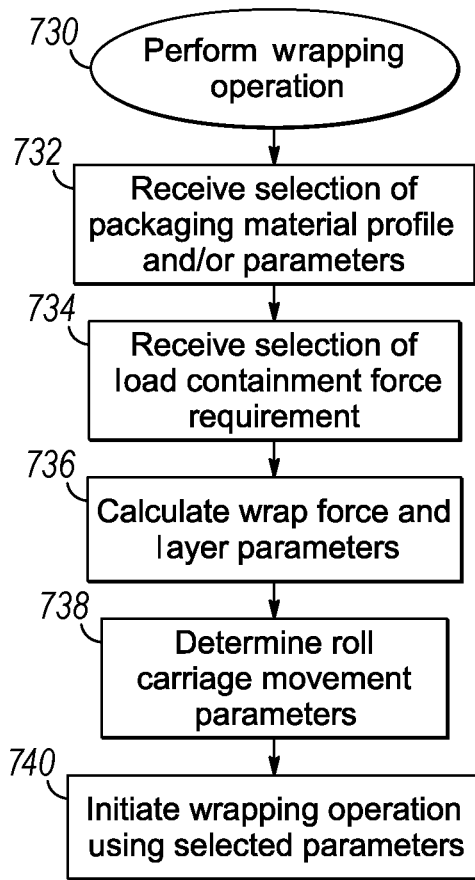 730
Perform wrapping
operation
732
Receive selection of
packaging material profile
and/or parameters
734
Receive selection of
load containment force
requirement
736
Calculate wrap force and
layer parameters
738
Determine roll
carriage movement
parameters
740
Initiate wrapping operation
using selected parameters